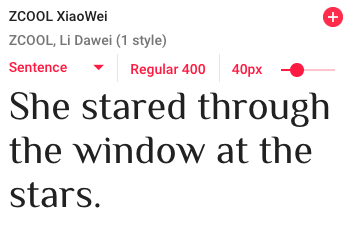 ZCOOL XiaoWei
ZCOOL, Li Dawei (1 style)
Sentence Regular 400 40px
She stared through
the window at the
stars.